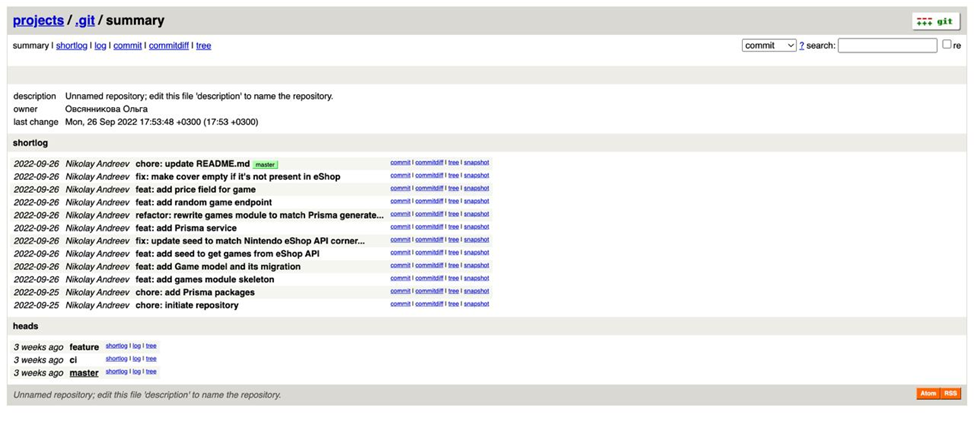 projects / .git / summary
git
summary | shortlog | log | commit | commitdiff | tree
commit ? search: re
description Unnamed repository; edit this file 'description' to name the repository.
owner Овсянникова Ольга
last change Mon, 26 Sep 2022 17:53:48 +0300 (17:53 +0300)
shortlog
2022-09-26 Nikolay Andreev chore: update README.md master commit | commitdiff | tree | snapshot
2022-09-26 Nikolay Andreev fix: make cover empty if it's not present in eShop commit | commitdiff | tree | snapshot
2022-09-26 Nikolay Andreev feat: add price field for game commit | commitdiff | tree | snapshot
2022-09-26 Nikolay Andreev feat: add random game endpoint commit | commitdiff | tree | snapshot
2022-09-26 Nikolay Andreev refactor: rewrite games module to match Prisma generate... commit | commitdiff | tree | snapshot
2022-09-26 Nikolay Andreev feat: add Prisma service commit | commitdiff | tree | snapshot
2022-09-26 Nikolay Andreev fix: update seed to match Nintendo eShop API corner... commit | commitdiff | tree | snapshot
2022-09-26 Nikolay Andreev feat: add seed to get games from eShop API commit | commitdiff | tree | snapshot
2022-09-26 Nikolay Andreev feat: add Game model and its migration commit | commitdiff | tree | snapshot
2022-09-26 Nikolay Andreev feat: add games module skeleton commit | commitdiff | tree | snapshot
2022-09-25 Nikolay Andreev chore: add Prisma packages commit | commitdiff | tree | snapshot
2022-09-25 Nikolay Andreev chore: initiate repository commit | commitdiff | tree | snapshot
heads
3 weeks ago feature shortlog | log | tree
3 weeks ago ci shortlog | log | tree
3 weeks ago master shortlog | log | tree
Unnamed repository; edit this file 'description' to name the repository.
Atom RSS